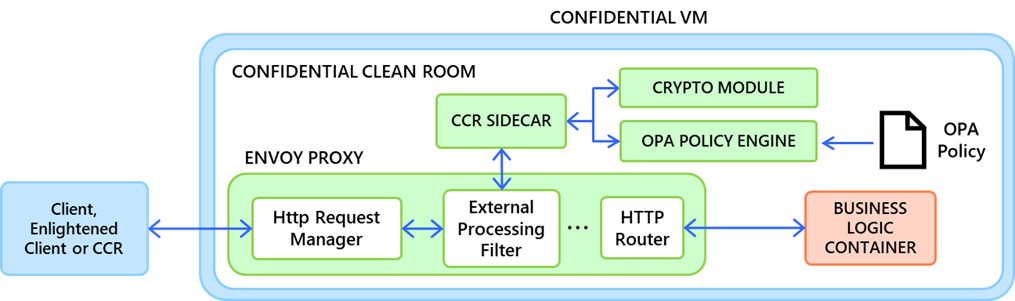 CONFIDENTIAL VM
CONFIDENTIAL CLEAN ROOM
CRYPTO MODULE
CCR SIDECAR
OPA POLICY ENGINE
OPA
Policy
ENVOY PROXY
Client,
Enlightened
Client or CCR
Http Request
Manager
External
Processing
Filter
...
HTTP
Router
BUSINESS
LOGIC
CONTAINER